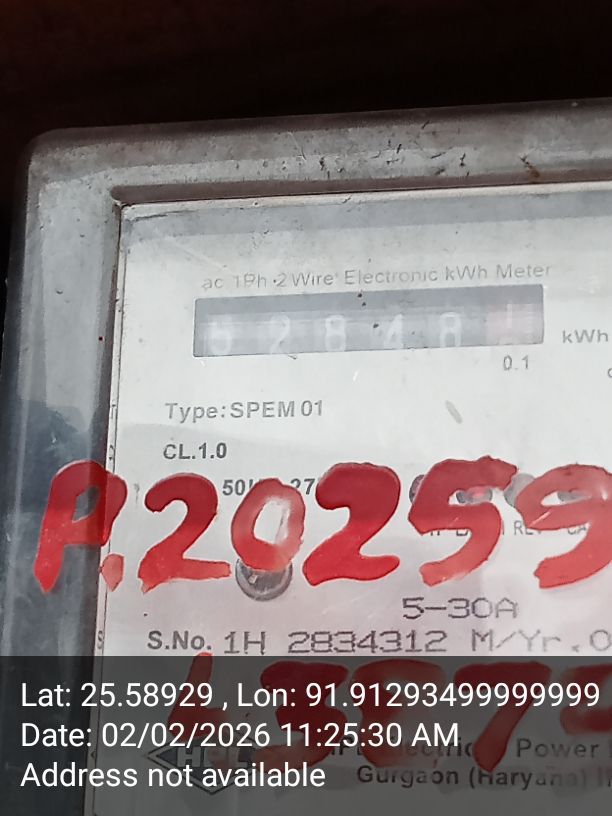 ac 1Ph 2 Wire Electronic kWh Meter
52848
kWh
0.1
Type: SPEM 01
CL.1.0
P.20259
5-30A
S.No. 1H 2834312 M/Yr.0
Lat: 25.58929 , Lon: 91.91293499999999
Date: 02/02/2026 11:25:30 AM
Power
Address not available
Gurgaon (Haryana)